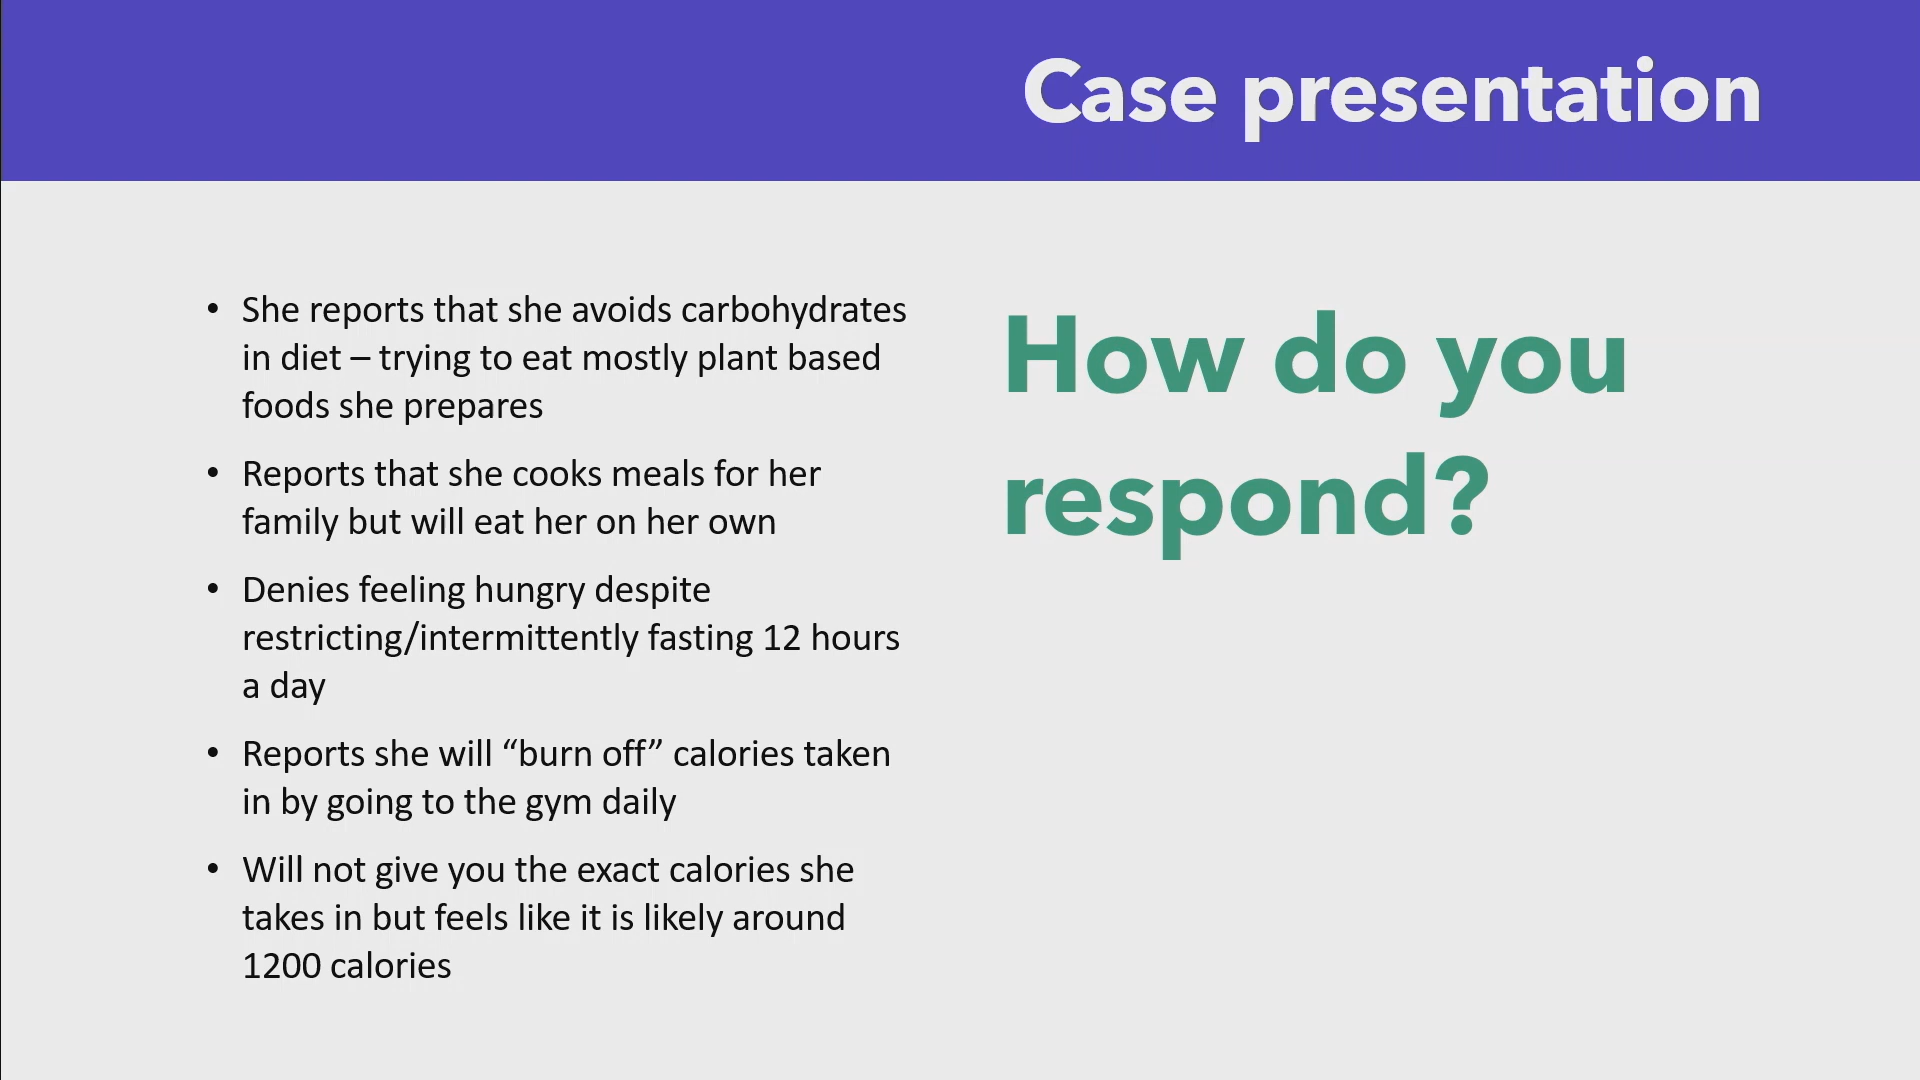 Case presentation
• She reports that she avoids carbohydrates
in diet – trying to eat mostly plant based
foods she prepares
• Reports that she cooks meals for her
family but will eat her on her own
• Denies feeling hungry despite
restricting/intermittently fasting 12 hours
a day
• Reports she will “burn off” calories taken
in by going to the gym daily
• Will not give you the exact calories she
takes in but feels like it is likely around
1200 calories
How do you
respond?